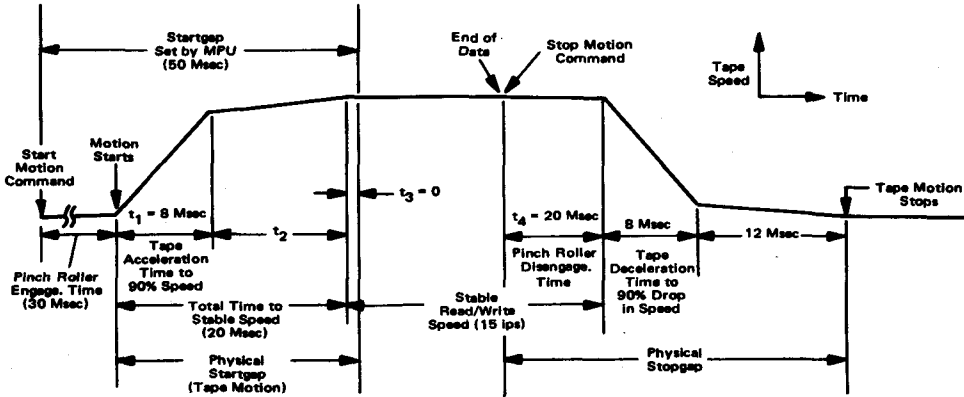 Startgap
Set by MPU
(50 Msec)
End of
Data
Stop Motion
Command
Tape
Speed
Time
Start
Motion
Command
Motion
Starts
t1 = 8 Msec
t2
t3 = 0
t4 = 20 Msec
8 Msec
12 Msec
Tape Motion
Stops
Pinch Roller
Engage. Time
(30 Msec)
Tape
Acceleration
Time to
90% Speed
Pinch Roller
Disengage.
Time
Tape
Deceleration
Time to
90% Drop
in Speed
Total Time to
Stable Speed
(20 Msec)
Stable
Read/Write
Speed (15 ips)
Physical
Startgap
(Tape Motion)
Physical
Stopgap